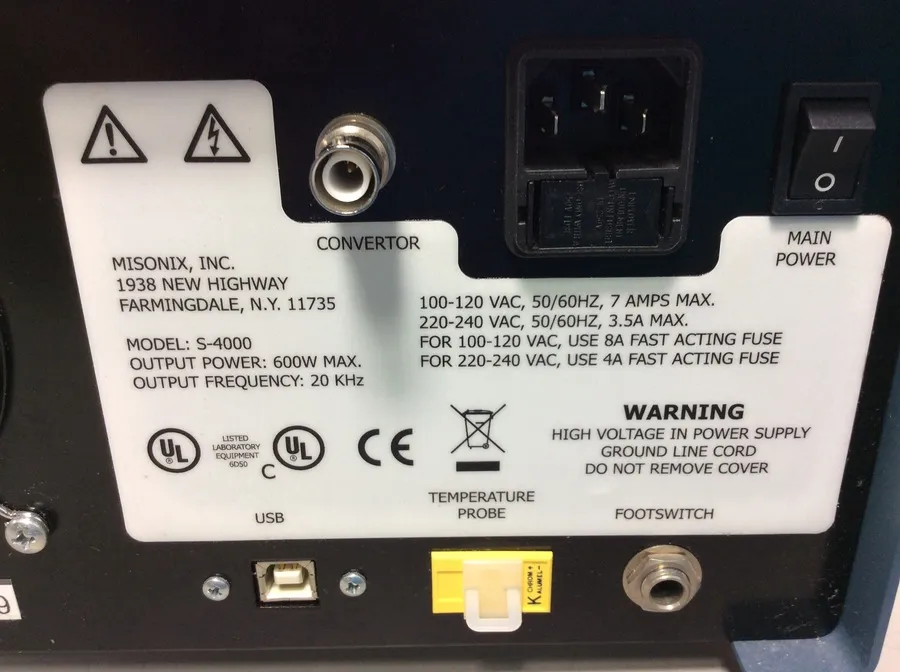 CONVERTOR
MAIN
POWER
MISONIX, INC.
1938 NEW HIGHWAY
FARMINGDALE, N.Y. 11735
MODEL: S-4000
OUTPUT POWER: 600W MAX.
OUTPUT FREQUENCY: 20 KHz
100-120 VAC, 50/60HZ, 7 AMPS MAX.
220-240 VAC, 50/60HZ, 3.5A MAX.
FOR 100-120 VAC, USE 8A FAST ACTING FUSE
FOR 220-240 VAC, USE 4A FAST ACTING FUSE
UL
LISTED
LABORATORY
EQUIPMENT
6D50
C UL
CE
WARNING
HIGH VOLTAGE IN POWER SUPPLY
GROUND LINE CORD
DO NOT REMOVE COVER
USB
TEMPERATURE
PROBE
FOOTSWITCH
K
CHROM +
ALUMEL -
9